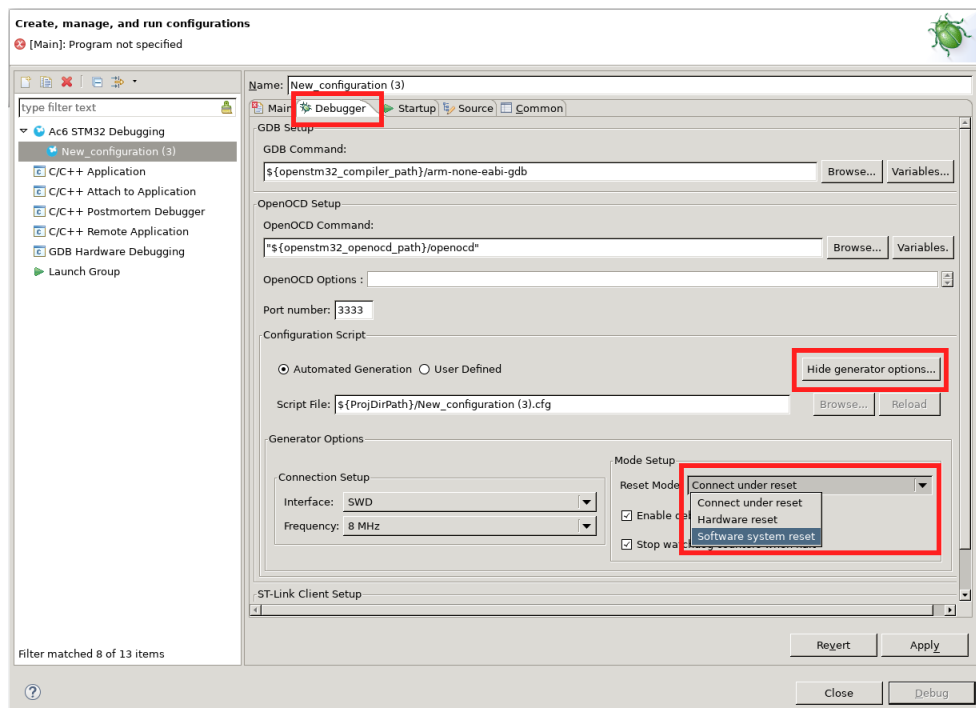 Create, manage, and run configurations
[Main]: Program not specified
type filter text
Ac6 STM32 Debugging
New_configuration (3)
C/C++ Application
C/C++ Attach to Application
C/C++ Postmortem Debugger
C/C++ Remote Application
GDB Hardware Debugging
Launch Group
Filter matched 8 of 13 items
Name: New_configuration (3)
Main Debugger Startup Source Common
GDB Setup
GDB Command:
${openstm32_compiler_path}/arm-none-eabi-gdb Browse... Variables...
OpenOCD Setup
OpenOCD Command:
"${openstm32_openocd_path}/openocd" Browse... Variables.
OpenOCD Options :
Port number: 3333
Configuration Script
Automated Generation User Defined Hide generator options...
Script File: ${ProjDirPath}/New_configuration (3).cfg Browse... Reload
Generator Options
Connection Setup
Interface: SWD
Frequency: 8 MHz
Mode Setup
Reset Mode Connect under reset
Connect under reset
Hardware reset
Software system reset
Enable
Stop
ST-Link Client Setup
Revert Apply
? Close Debug